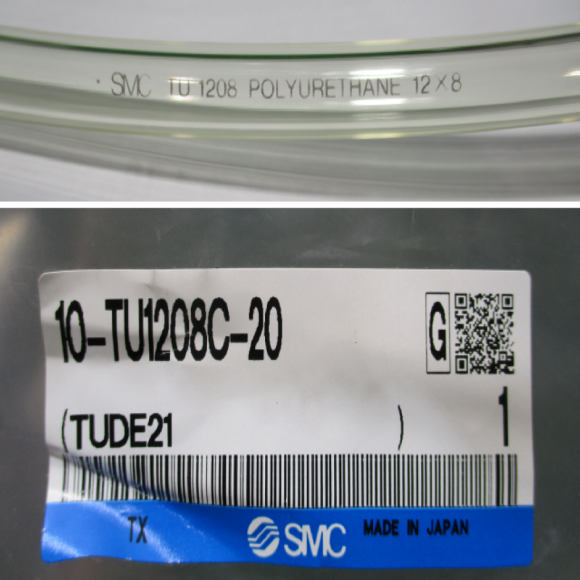 · SMC TU 1208 POLYURETHANE 12×8
10-TU1208C-20
G
(TUDE21 )
1
TX SMC MADE IN JAPAN